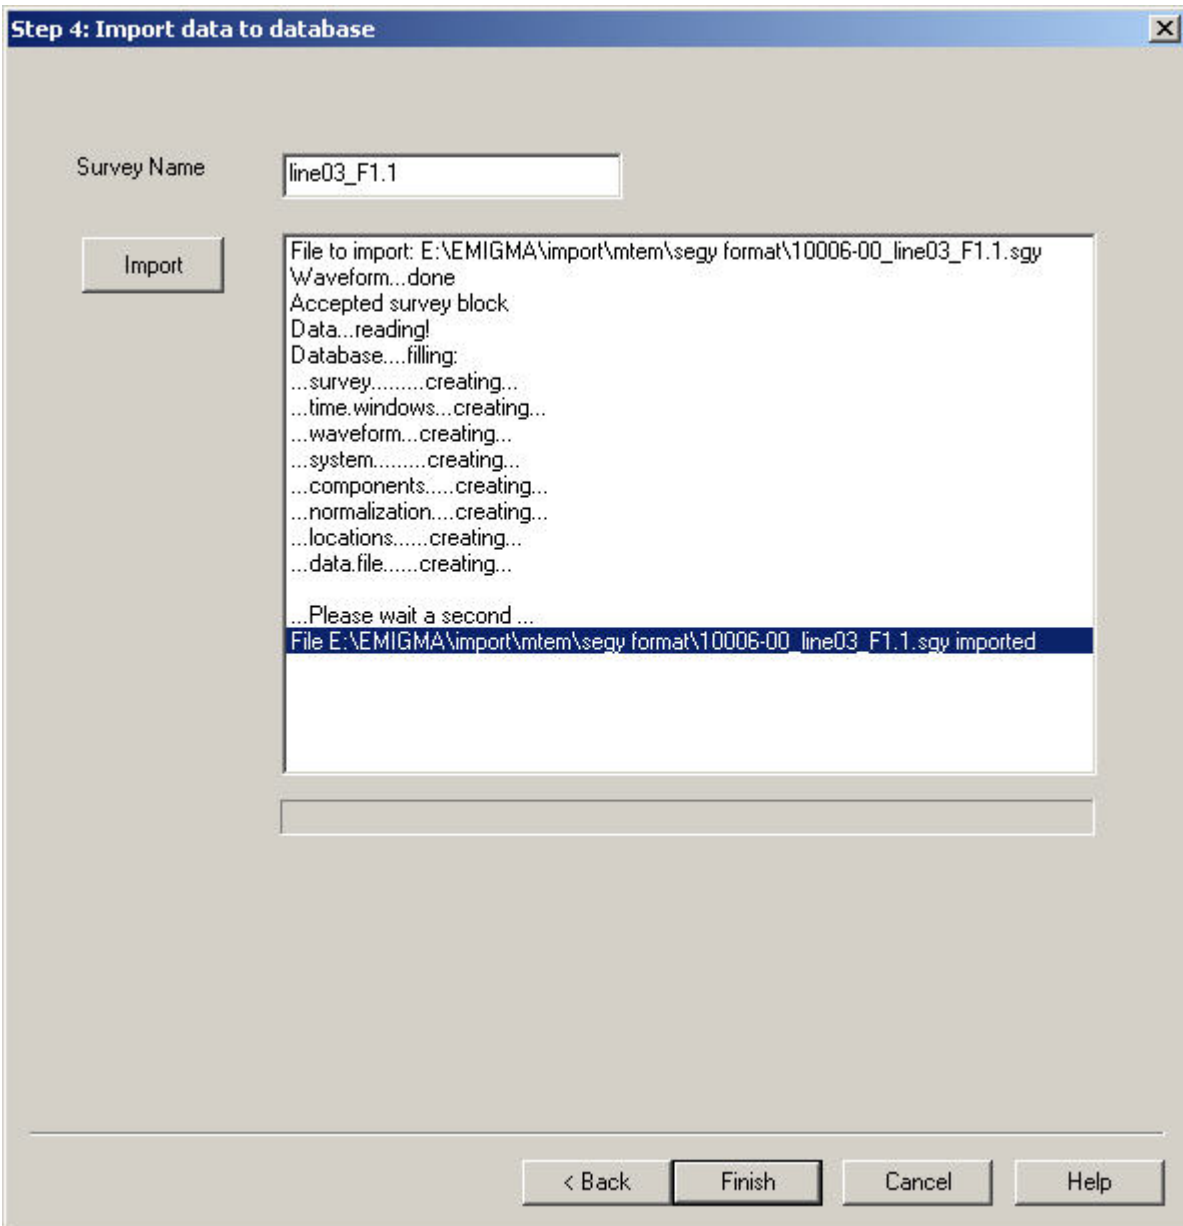 Step 4: Import data to database
Survey Name
line03_F1.1
Import
File to import: E:\EMIGMA\import\mtem\segy format\10006-00_line03_F1.1.sgy
Waveform...done
Accepted survey block
Data...reading!
Database....filling:
...survey.........creating...
...time.windows...creating...
...waveform...creating...
...system.........creating...
...components.....creating...
...normalization....creating...
...locations......creating...
...data.file......creating...
...Please wait a second ...
File E:\EMIGMA\import\mtem\segy format\10006-00_line03_F1.1.sgy imported
< Back
Finish
Cancel
Help